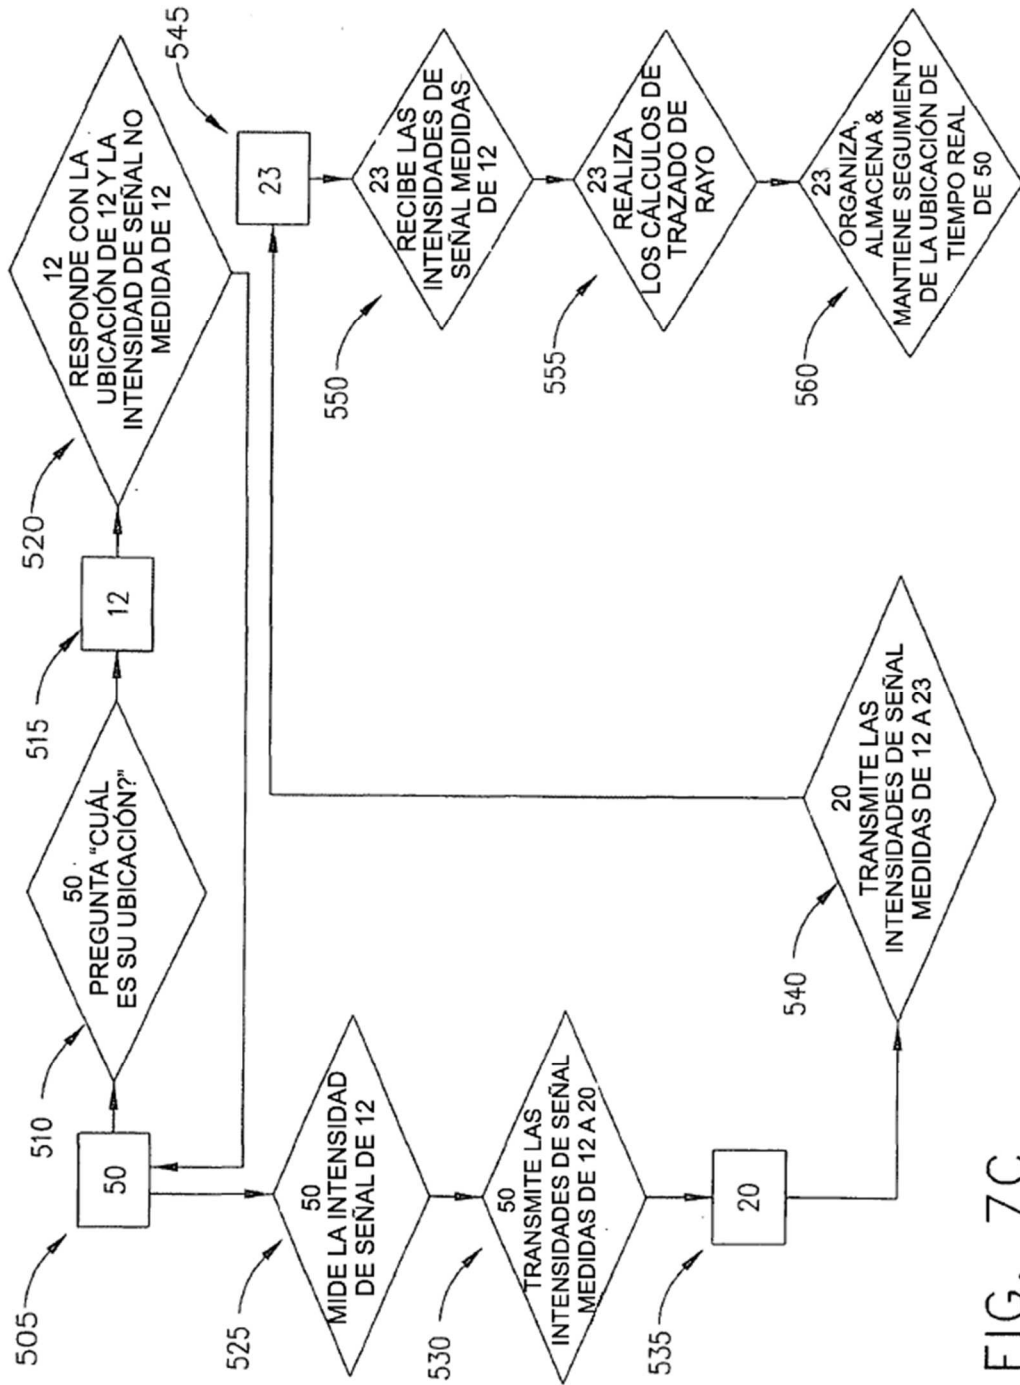 505
50
510
50
PREGUNTA “CUÁL
ES SU UBICACIÓN?”
515
12
520
12
RESPONDE CON LA
UBICACIÓN DE 12 Y LA
INTENSIDAD DE SEÑAL NO
MEDIDA DE 12
525
50
MIDE LA INTENSIDAD
DE SEÑAL DE 12
530
50
TRANSMITE LAS
INTENSIDADES DE SEÑAL
MEDIDAS DE 12 A 20
535
20
540
20
TRANSMITE LAS
INTENSIDADES DE SEÑAL
MEDIDAS DE 12 A 23
545
23
550
23
RECIBE LAS
INTENSIDADES DE
SEÑAL MEDIDAS
DE 12
555
23
REALIZA
LOS CÁLCULOS DE
TRAZADO DE
RAYO
560
23
ORGANIZA,
ALMACENA &
MANTIENE SEGUIMIENTO
DE LA UBICACIÓN DE
TIEMPO REAL
DE 50
FIG. 7C